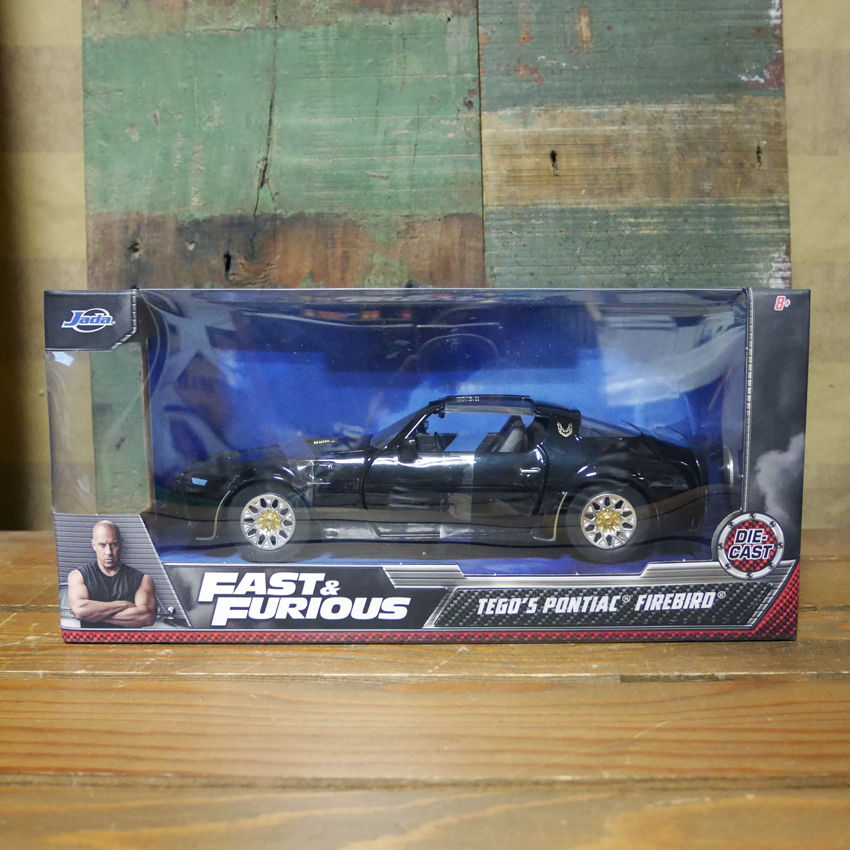 Jada
8+
DIE-
CAST
FAST &
FURIOUS
TEGO'S PONTIAC® FIREBIRD®